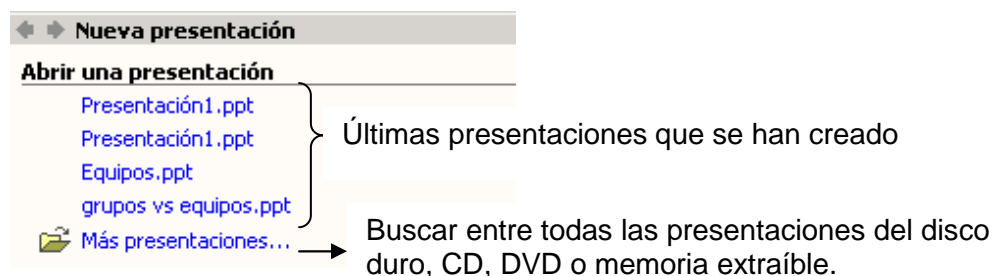 Nueva presentación
Abrir una presentación
Presentación1.ppt
Presentación1.ppt
Equipos.ppt
grupos vs equipos.ppt
Más presentaciones...
Últimas presentaciones que se han creado
Buscar entre todas las presentaciones del disco
duro, CD, DVD o memoria extraíble.